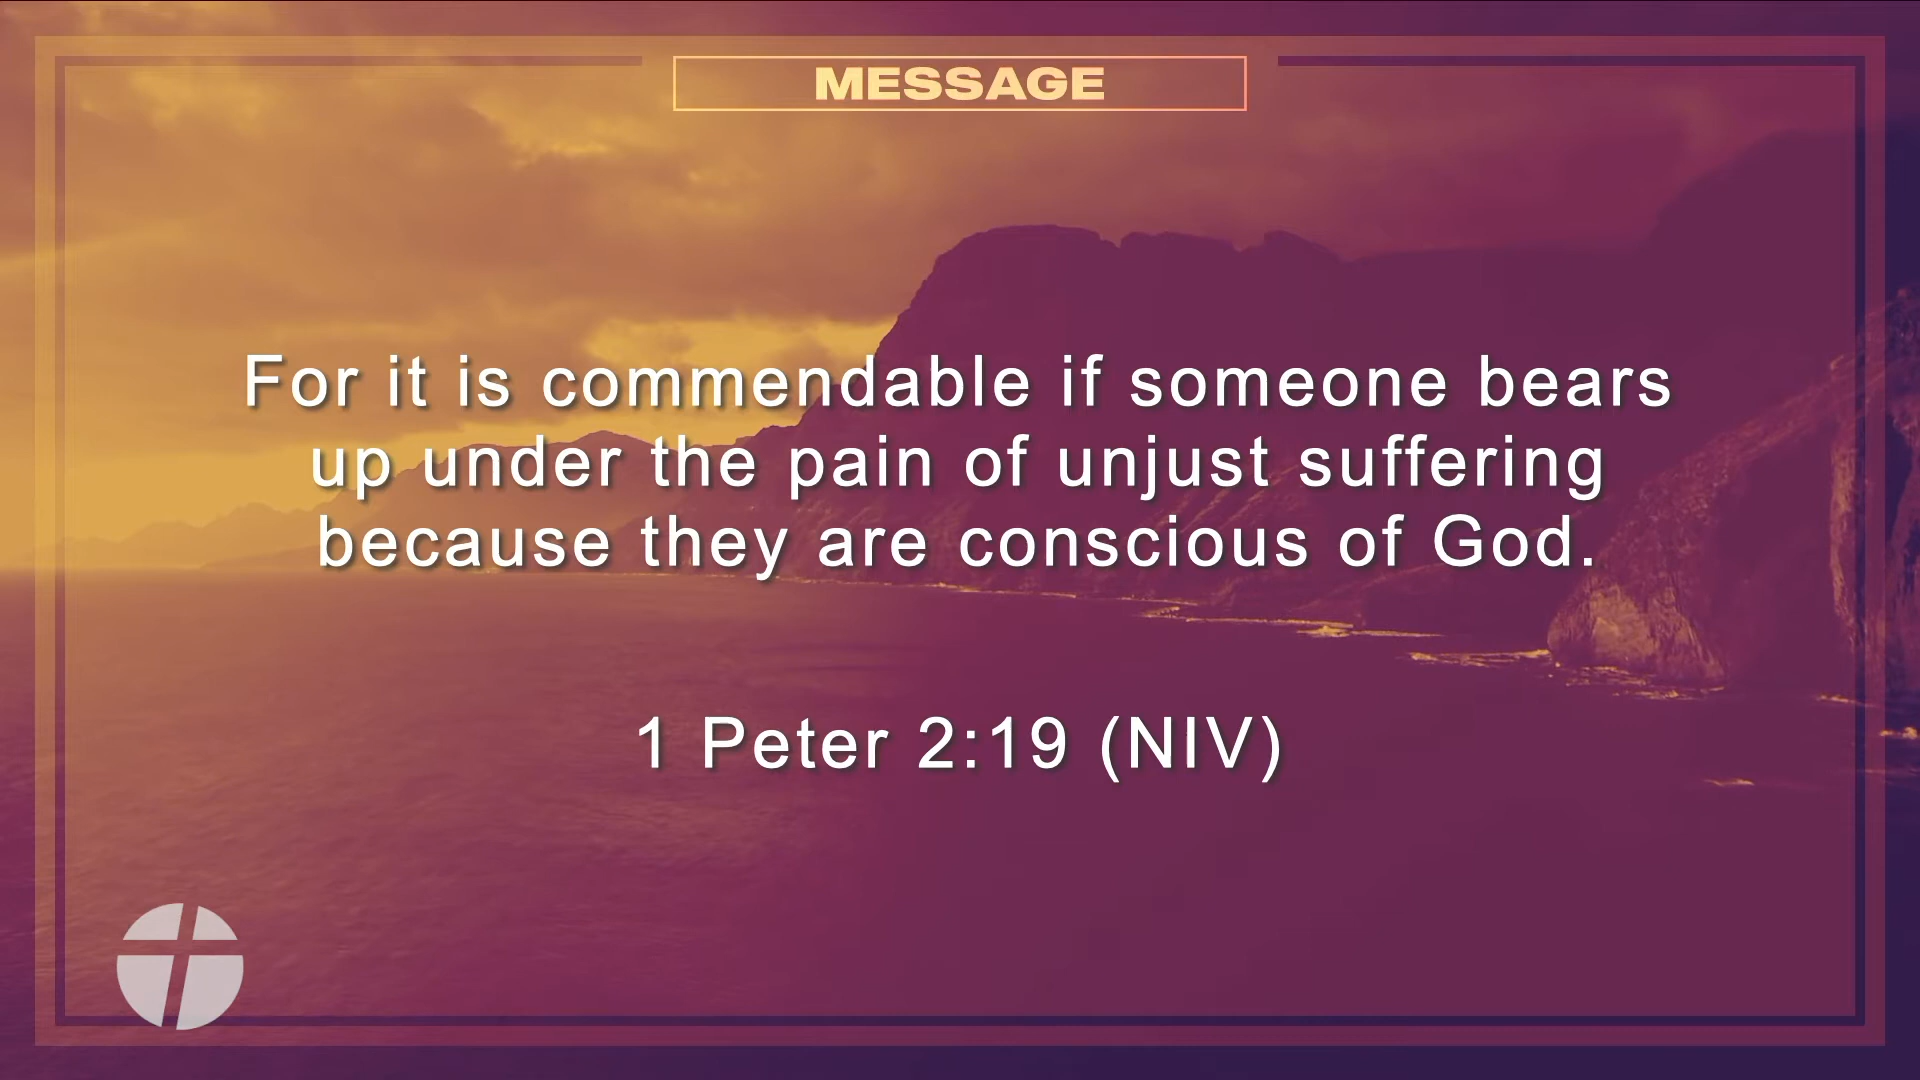 MESSAGE
For it is commendable if someone bears
up under the pain of unjust suffering
because they are conscious of God.
1 Peter 2:19 (NIV)